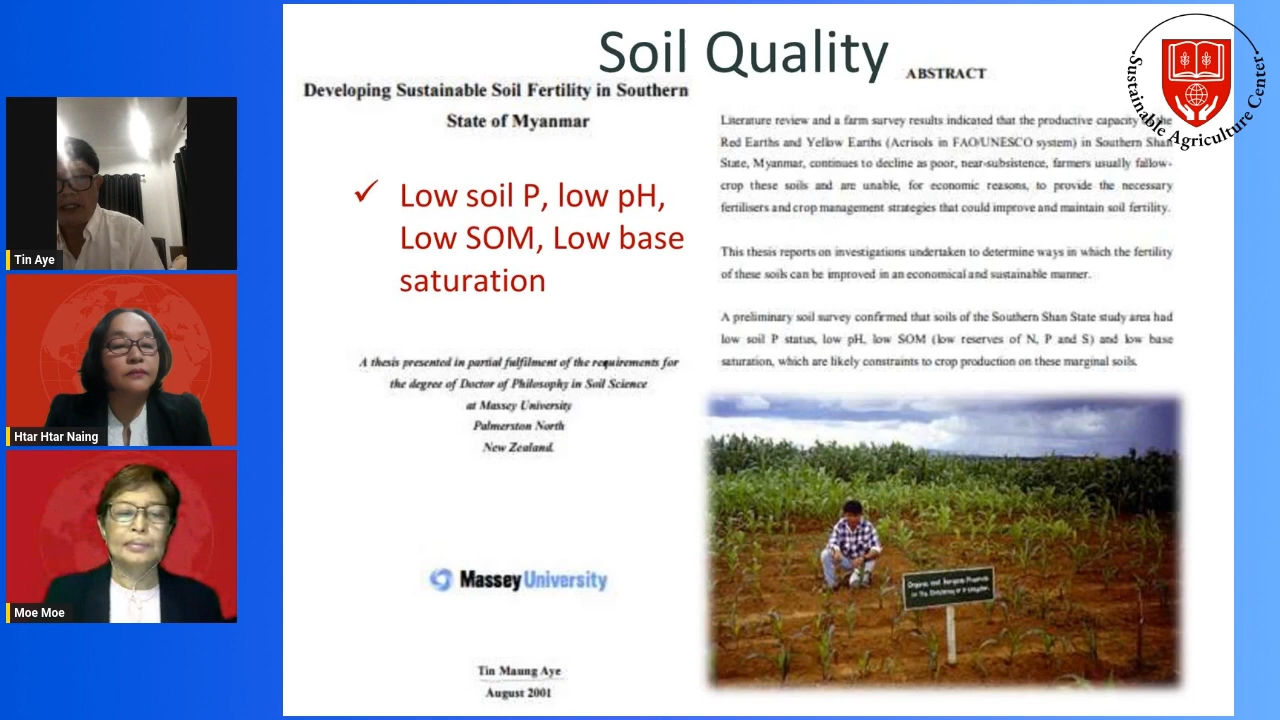 Soil Quality
Developing Sustainable Soil Fertility in Southern
State of Myanmar
✓ Low soil P, low pH,
Low SOM, Low base
saturation
A thesis presented in partial fulfilment of the requirements for
the degree of Doctor of Philosophy in Soil Science
at Massey University
Palmerston North
New Zealand.
Massey University
Tin Maung Aye
August 2001
ABSTRACT
Literature review and a farm survey results indicated that the productive capacity of the
Red Earths and Yellow Earths (Acrisols in FAO/UNESCO system) in Southern Shan
State, Myanmar, continues to decline as poor, near-subsistence, farmers usually fallow-
crop these soils and are unable, for economic reasons, to provide the necessary
fertilisers and crop management strategies that could improve and maintain soil fertility.
This thesis reports on investigations undertaken to determine ways in which the fertility
of these soils can be improved in an economical and sustainable manner.
A preliminary soil survey confirmed that soils of the Southern Shan State study area had
low soil P status, low pH, low SOM (low reserves of N, P and S) and low base
saturation, which are likely constraints to crop production on these marginal soils.
Organic and
Sustainable Agriculture Center
Tin Aye
Htar Htar Naing
Moe Moe